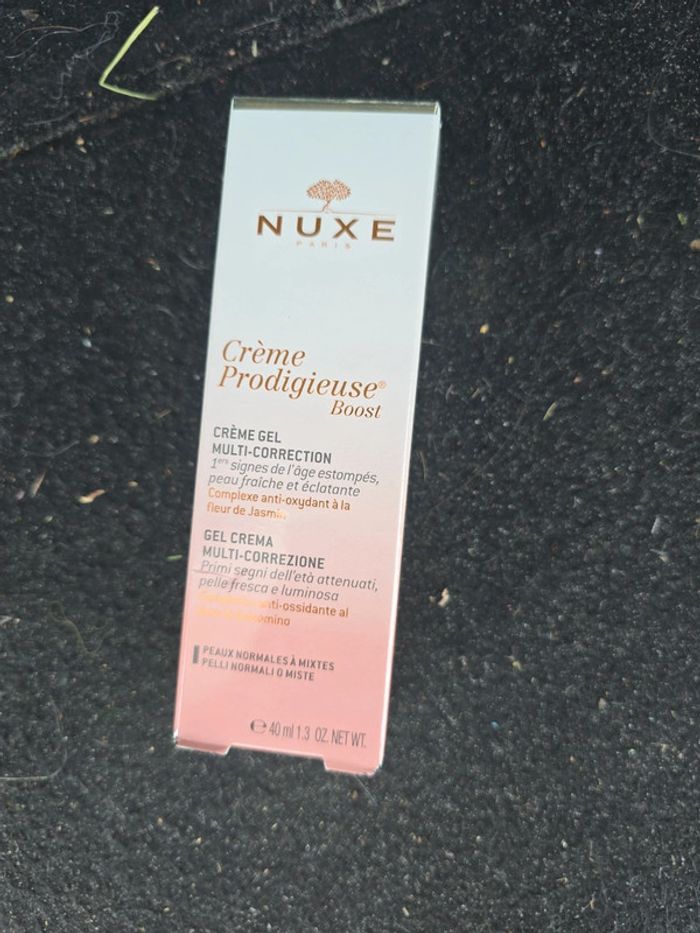 NUXE
PARIS
Crème
Prodigieuse®
Boost
CRÈME GEL
MULTI-CORRECTION
1ers signes de l'âge estompés,
peau fraîche et éclatante
Complexe anti-oxydant à la
fleur de Jasmin
GEL CREMA
MULTI-CORREZIONE
Primi segni dell'età attenuati,
pelle fresca e luminosa
anti-ossidante al
PEAUX NORMALES À MIXTES
PELLI NORMALI O MISTE
℮ 40 ml 1.3 OZ. NET WT.